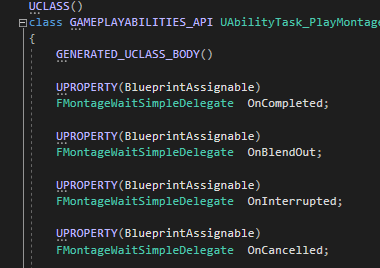 UCLASS()
class GAMEPLAYABILITIES_API UAbilityTask_PlayMontage
{
GENERATED_UCLASS_BODY()
UPROPERTY(BlueprintAssignable)
FMontageWaitSimpleDelegate OnCompleted;
UPROPERTY(BlueprintAssignable)
FMontageWaitSimpleDelegate OnBlendOut;
UPROPERTY(BlueprintAssignable)
FMontageWaitSimpleDelegate OnInterrupted;
UPROPERTY(BlueprintAssignable)
FMontageWaitSimpleDelegate OnCancelled;